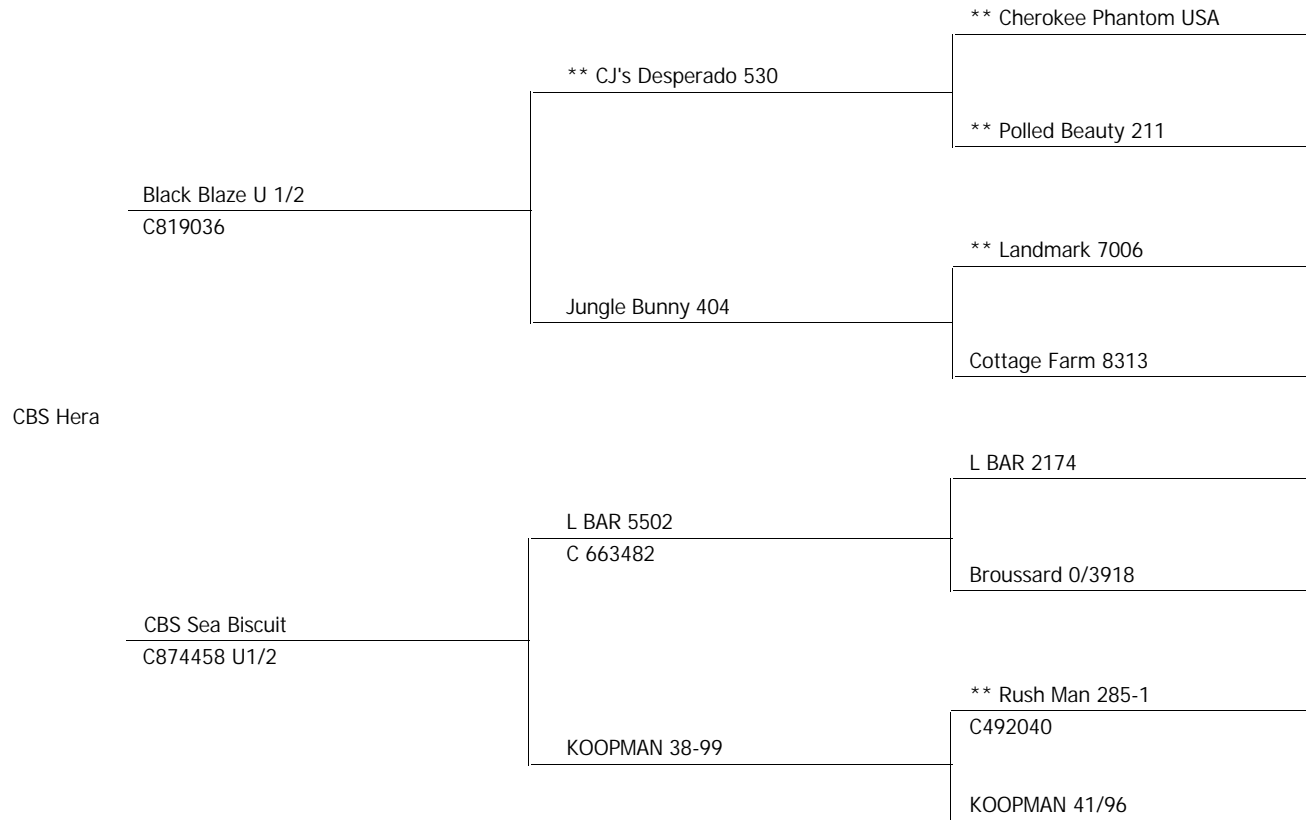 ** Cherokee Phantom USA
** CJ's Desperado 530
** Polled Beauty 211
Black Blaze U 1/2
C819036
** Landmark 7006
Jungle Bunny 404
Cottage Farm 8313
CBS Hera
L BAR 2174
L BAR 5502
C 663482
Broussard 0/3918
CBS Sea Biscuit
C874458 U1/2
** Rush Man 285-1
C492040
KOOPMAN 38-99
KOOPMAN 41/96